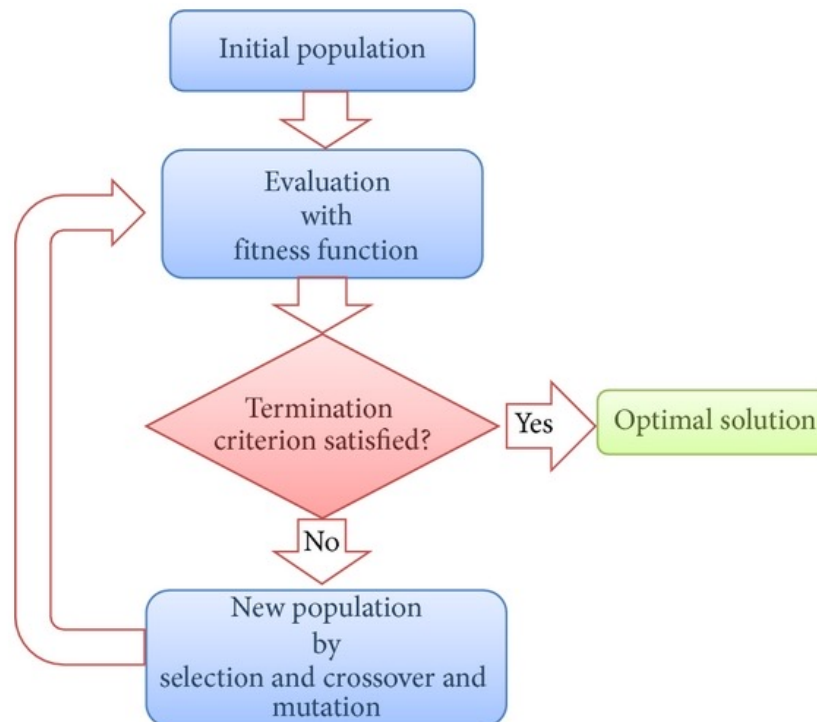 Initial population
Evaluation
with
fitness function
Termination
criterion satisfied?
Yes
Optimal solution
No
New population
by
selection and crossover and
mutation